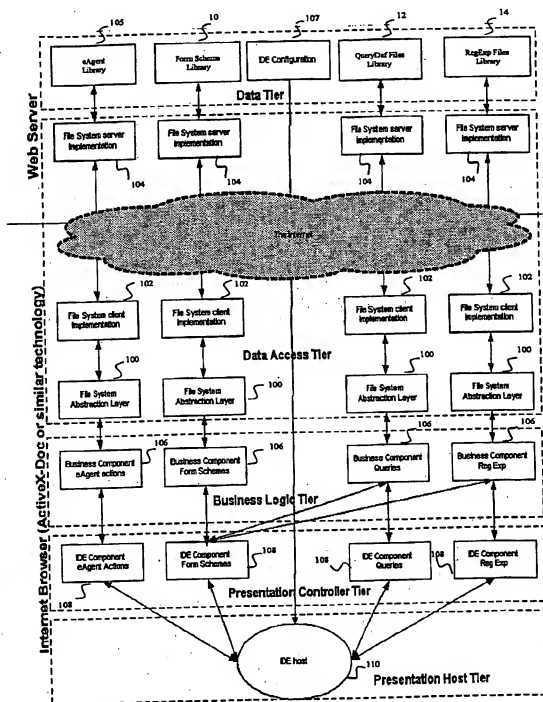 105
10
107
12
14
eAgent
Library
Form Scheme
Library
IDE Configuration
QueryDef Files
Library
RegExp Files
Library
Data Tier
Web Server
File System server
Implementation
File System server
Implementation
File System server
Implementation
File System server
Implementation
104
104
104
104
The Internet
102
102
102
102
File System client
Implementation
File System client
Implementation
File System client
Implementation
File System client
Implementation
Data Access Tier
100
100
100
100
File System
Abstraction Layer
File System
Abstraction Layer
File System
Abstraction Layer
File System
Abstraction Layer
Internet Browser (ActiveX-Doc or similar technology)
106
106
106
106
Business Component
eAgent actions
Business Component
Form Schemes
Business Component
Queries
Business Component
Reg Exp
Business Logic Tier
IDE Component
eAgent Actions
IDE Component
Form Schemes
IDE Component
Queries
IDE Component
Reg Exp
108
108
108
108
Presentation Controller Tier
IDE host
110
Presentation Host Tier